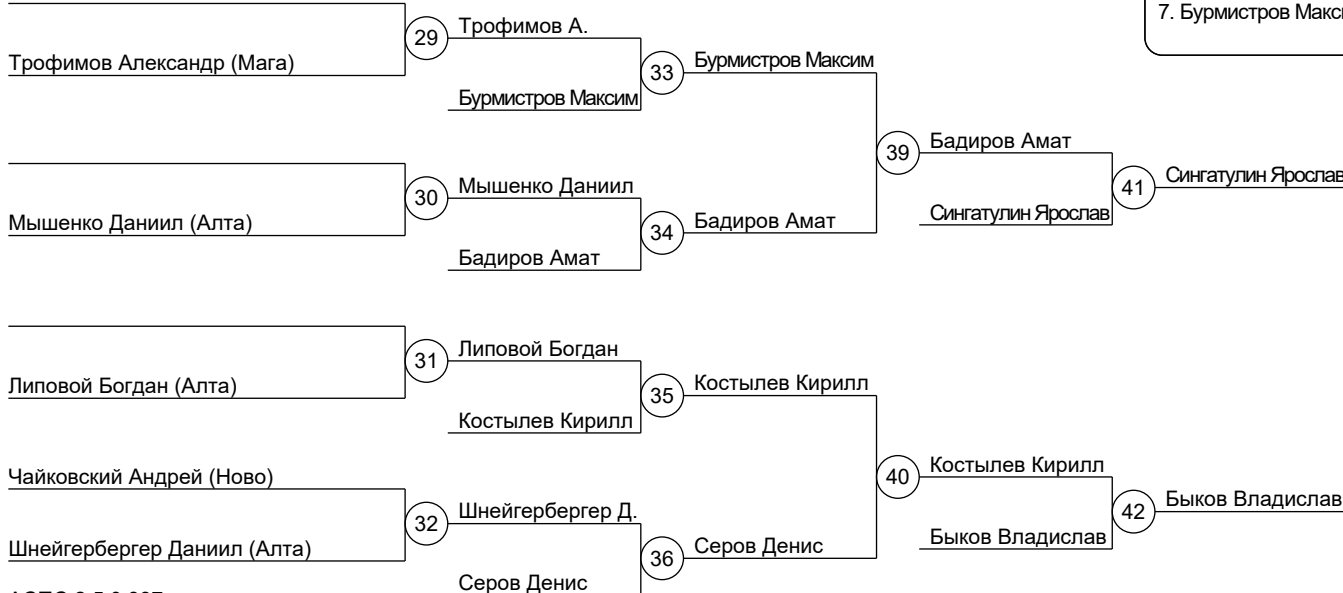 7. Бурмистров
29
Трофимов А.
Трофимов Александр (Мага)
33
Бурмистров Максим
Бурмистров Максим
39
Бадиров Амат
30
Мышенко Даниил
41
Сингатулин Ярослав
Мышенко Даниил (Алта)
34
Бадиров Амат
Сингатулин Ярослав
Бадиров Амат
31
Липовой Богдан
Липовой Богдан (Алта)
35
Костылев Кирилл
Костылев Кирилл
Чайковский Андрей (Ново)
40
Костылев Кирилл
32
Шнейгербергер Д.
42
Быков Владислав
Шнейгербергер Даниил (Алта)
36
Серов Денис
Быков Владислав
Серов Денис